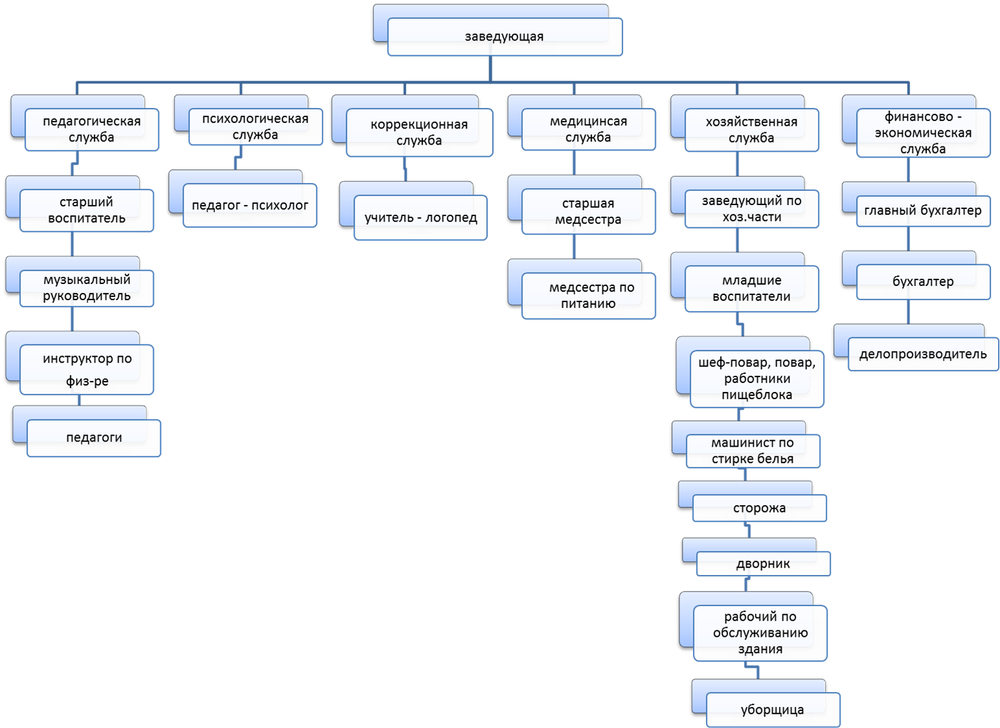 заведующая
педагогическая
служба
старший
воспитатель
музыкальный
руководитель
инструктор по
физ-ре
педагоги
психологическая
служба
педагог - психолог
коррекционная
служба
учитель - логопед
медицинсая
служба
старшая
медсестра
медсестра по
питанию
хозяйственная
служба
заведующий по
хоз.части
младшие
воспитатели
шеф-повар, повар,
работники
пищеблока
машинист по
стирке белья
сторожа
дворник
рабочий по
обслуживанию
здания
уборщица
финансово -
экономическая
служба
главный бухгалтер
бухгалтер
делопроизводитель